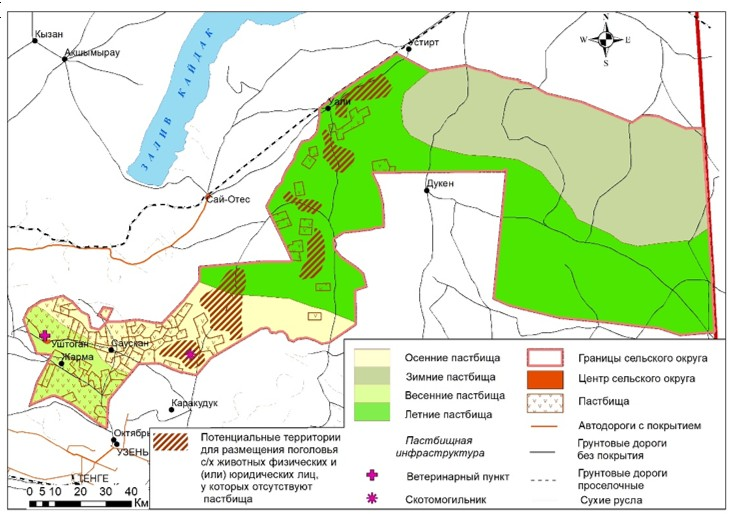 Кызан
Акшымырау
Устирт
N
W E
S
ЗАЛИВ КАЙДАК
Уали
Дукен
Сай-Отес
Уштоган
Жарма
Саускан
Каракудук
Октябрь
УЗЕНЬ
ТЕНГЕ
0 5 10 20 30 40
Км
Потенциальные территории
для размещения поголовья
с/х животных физических и
(или) юридических лиц,
у которых отсутствуют
пастбища
Осенние пастбища
Зимние пастбища
Весенние пастбища
Летние пастбища
Пастбищная
инфраструктура
Ветеринарный пункт
Скотомогильник
Границы сельского округа
Центр сельского округа
Пастбища
Автодороги с покрытием
Грунтовые дороги
без покрытия
Грунтовые дороги
проселочные
Сухие русла